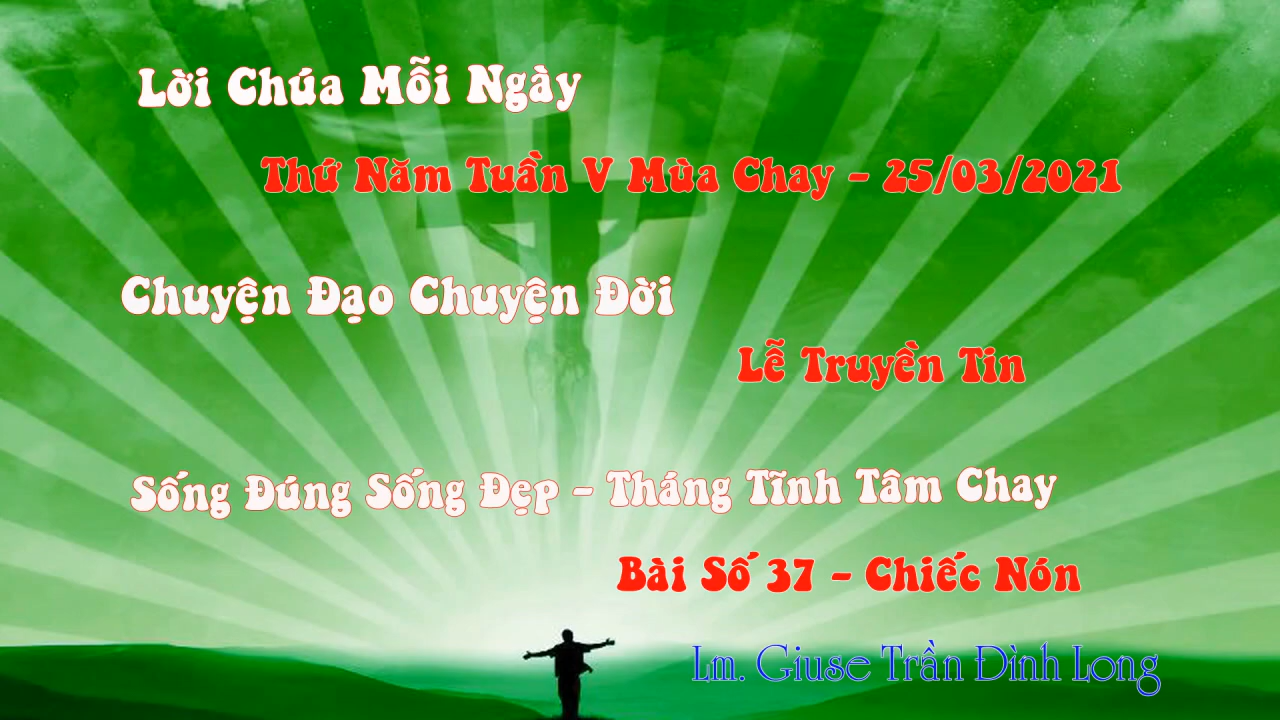 Lời Chúa Mỗi Ngày
Thứ Năm Tuần V Mùa Chay - 25/03/2021
Chuyện Đạo Chuyện Đời
Lễ Truyền Tin
Sống Đúng Sống Đẹp - Tháng Tĩnh Tâm Chay
Bài Số 37 - Chiếc Nón
Lm. Giuse Trần Đình Long